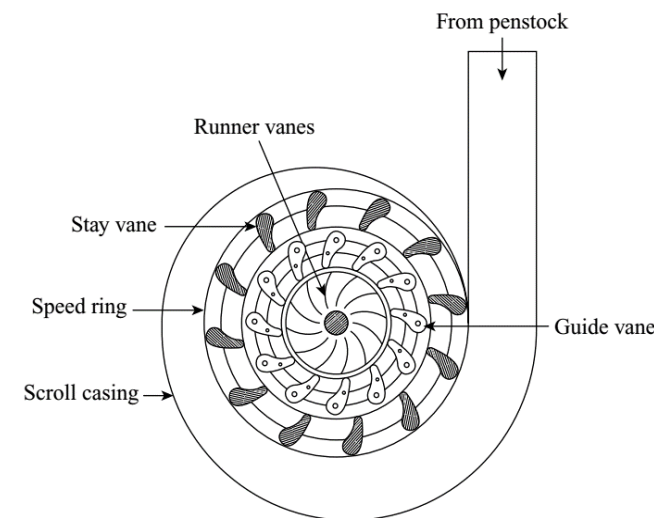 From penstock
Runner vanes
Stay vane
Speed ring
Guide vane
Scroll casing